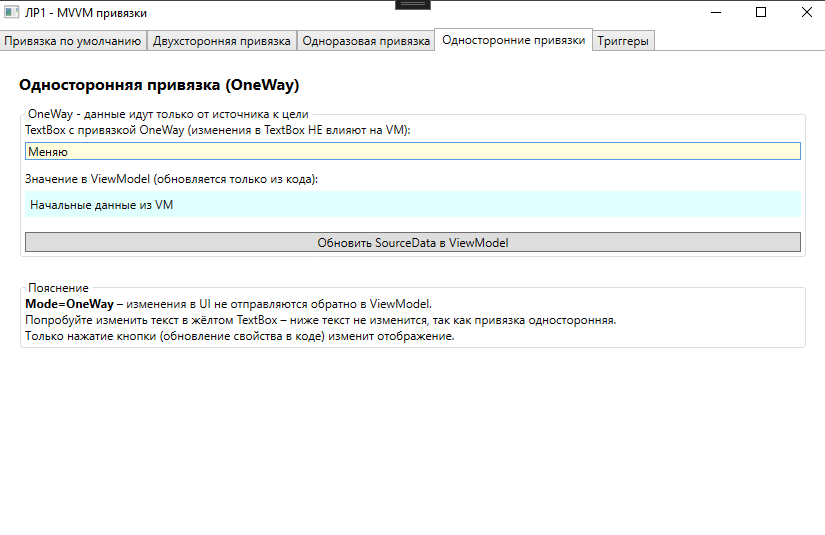 ЛР1 - MVVM привязки
Привязка по умолчанию Двухсторонняя привязка Одноразовая привязка Односторонние привязки Триггеры
Односторонняя привязка (OneWay)
OneWay - данные идут только от источника к цели
TextBox с привязкой OneWay (изменения в TextBox НЕ влияют на VM):
Меняю
Значение в ViewModel (обновляется только из кода):
Начальные данные из VM
Обновить SourceData в ViewModel
Пояснение
Mode=OneWay – изменения в UI не отправляются обратно в ViewModel.
Попробуйте изменить текст в жёлтом TextBox – ниже текст не изменится, так как привязка односторонняя.
Только нажатие кнопки (обновление свойства в коде) изменит отображение.